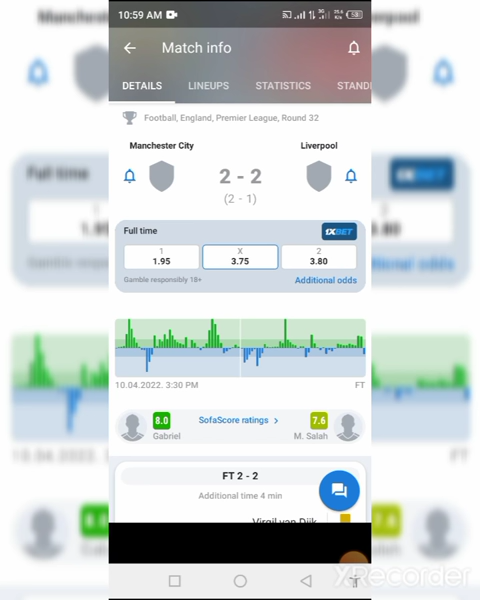 10:59 AM
Match info
DETAILS LINEUPS STATISTICS STAND
Football, England, Premier League, Round 32
Manchester City Liverpool
2 - 2
(2 - 1)
Full time 1XBET
1 X 2
1.95 3.75 3.80
Gamble responsibly 18+ Additional odds
10.04.2022. 3:30 PM FT
8.0 SofaScore ratings > 7.6
Gabriel M. Salah
FT 2 - 2
Additional time 4 min
Virgil van Dijk
XRecorder